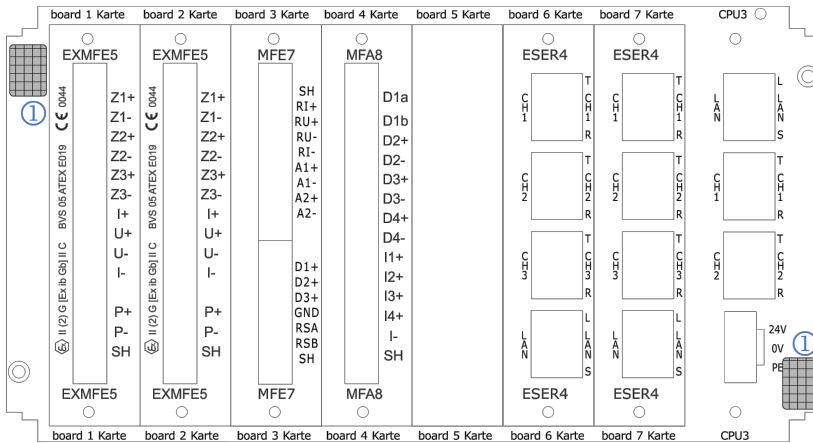 board 1 Karte board 2 Karte board 3 Karte board 4 Karte board 5 Karte board 6 Karte board 7 Karte CPU3
EXMFE5 EXMFE5 MFE7 MFA8 ESER4 ESER4
1
II (2) G [Ex ib Gb] II C BVS 05 ATEX E019 CE 0044
Z1+
Z1-
Z2+
Z2-
Z3+
Z3-
I+
U+
U-
I-
P+
P-
SH
II (2) G [Ex ib Gb] II C BVS 05 ATEX E019 CE 0044
Z1+
Z1-
Z2+
Z2-
Z3+
Z3-
I+
U+
U-
I-
P+
P-
SH
SH
RI+
RU+
RU-
RI-
A1+
A1-
A2+
A2-
D1+
D2+
D3+
GND
RSA
RSB
SH
D1a
D1b
D2+
D2-
D3+
D3-
D4+
D4-
I1+
I2+
I3+
I4+
I-
SH
CH1 T CH1 R
CH2 T CH2 R
CH3 T CH3 R
LAN L LAN S
CH1 T CH1 R
CH2 T CH2 R
CH3 T CH3 R
LAN L LAN S
LAN L LAN S
CH1 T CH1 R
CH2 T CH2 R
24V
0V
PE
1
EXMFE5 EXMFE5 MFE7 MFA8 ESER4 ESER4
board 1 Karte board 2 Karte board 3 Karte board 4 Karte board 5 Karte board 6 Karte board 7 Karte CPU3